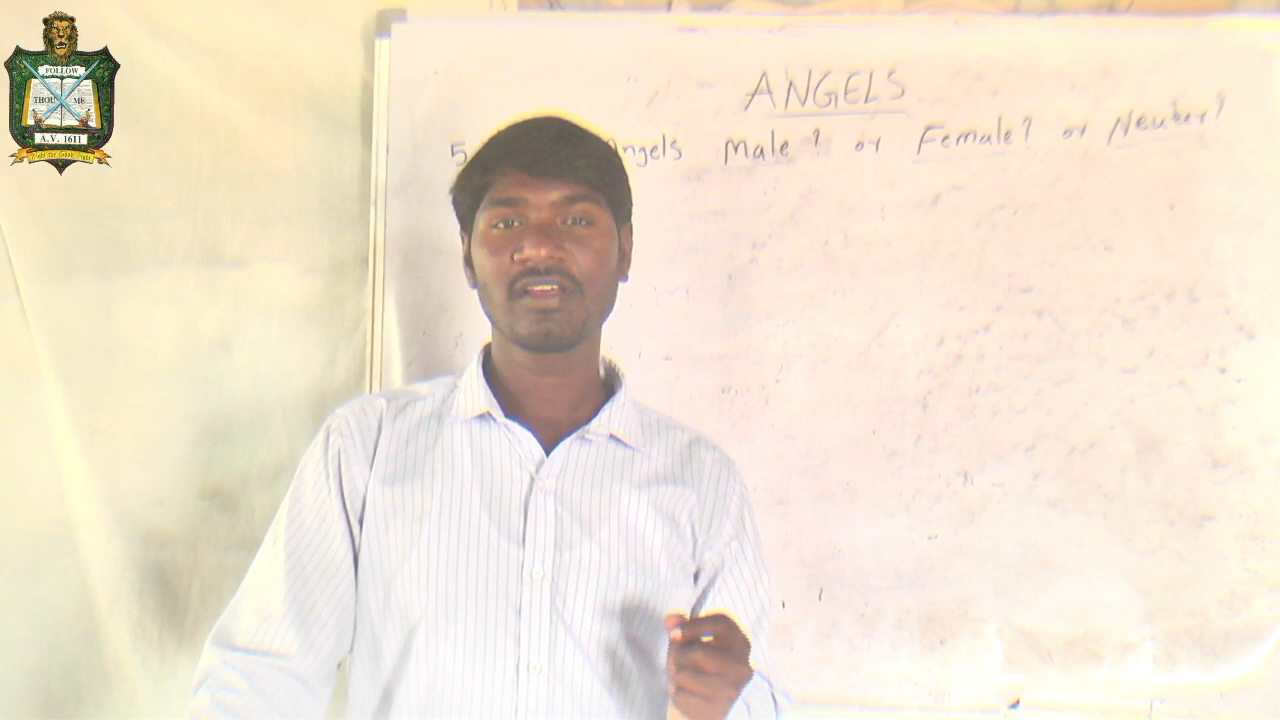 FOLLOW
THOU ME
A.V. 1611
ANGELS
5 Angels Male? or Female? or Neuter?